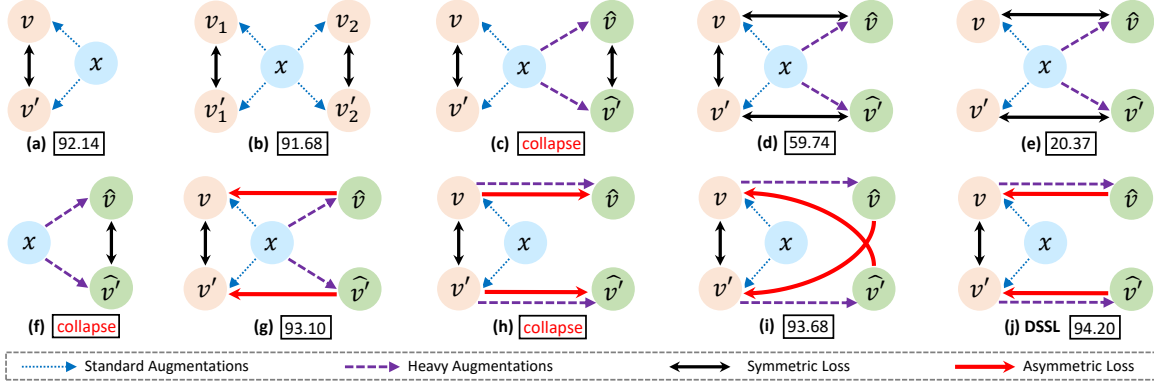 v v₁ v₂ v v̂ v v̂ v v̂
x x x x x
v′ v′₁ v′₂ v′ v̂′ v′ v̂′ v′ v̂′
(a) 92.14 (b) 91.68 (c) collapse (d) 59.74 (e) 20.37
v̂ v v̂ v v̂ v v̂ v v̂
x x x x x
v̂′ v′ v̂′ v′ v̂′ v′ v̂′ v′ v̂′
(f) collapse (g) 93.10 (h) collapse (i) 93.68 (j) DSSL 94.20
Standard Augmentations Heavy Augmentations Symmetric Loss Asymmetric Loss